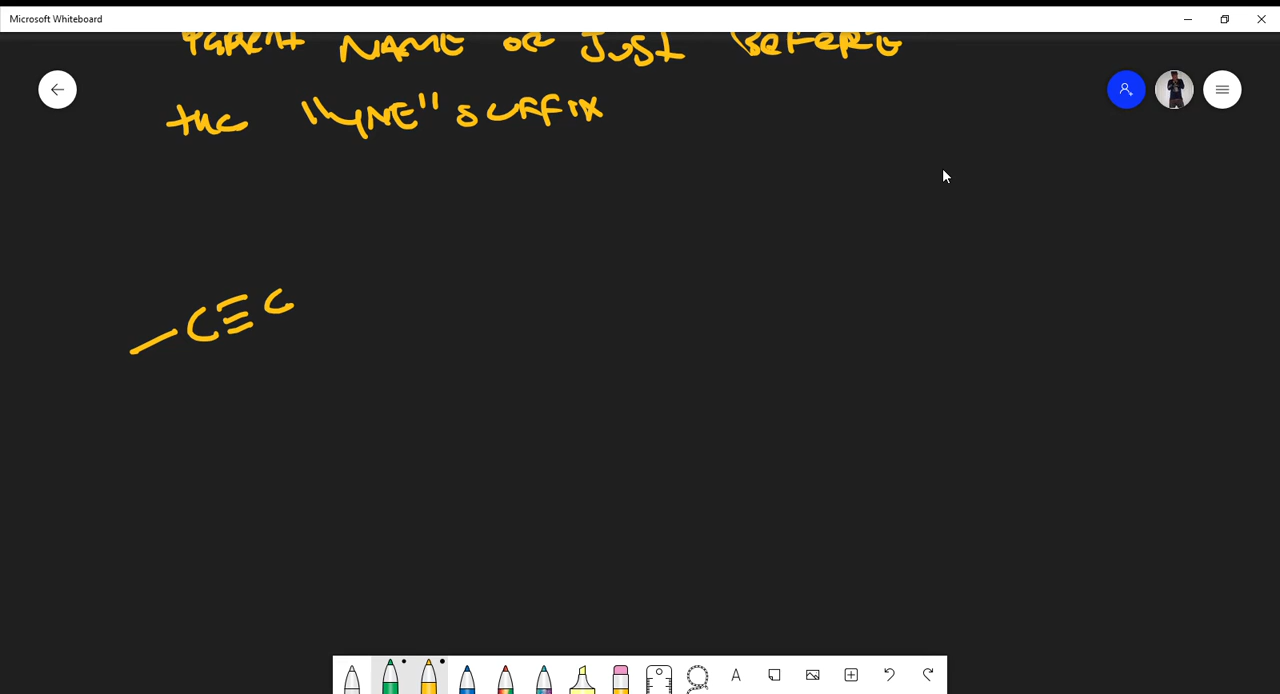 Microsoft Whiteboard
PARENT NAME OR JUST BEFORE
the "YNE" SUFFIX
C≡C
A